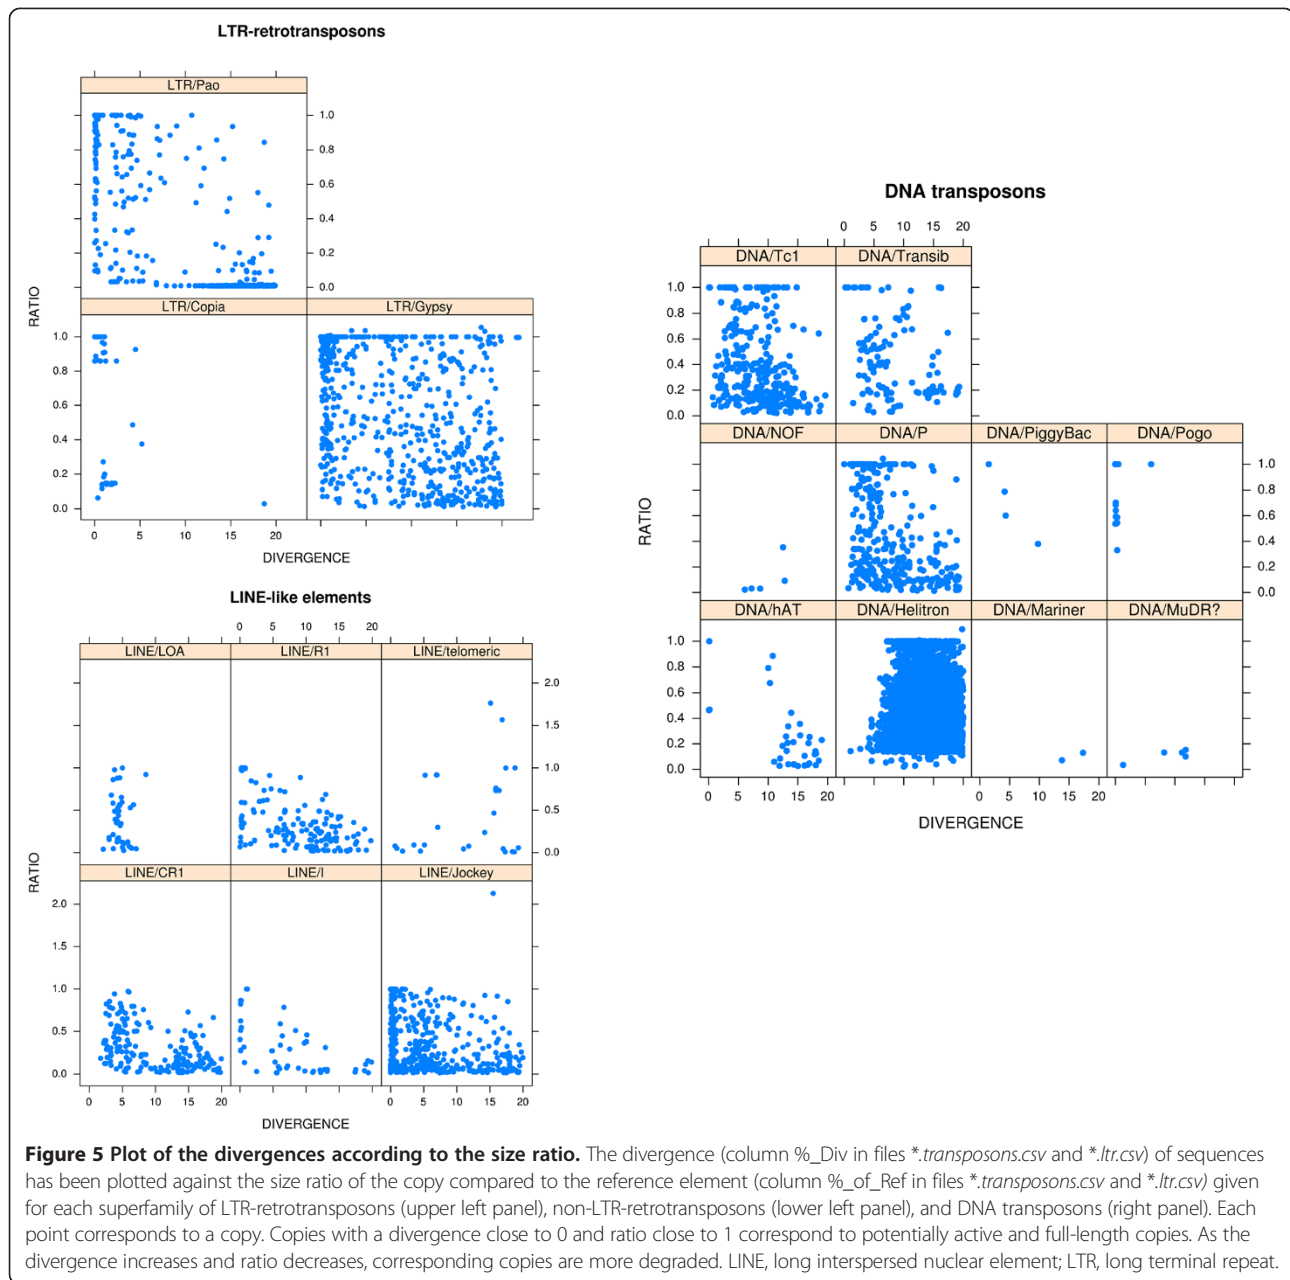 LTR-retrotransposons
LTR/Pao
1.0
0.8
0.6
0.4
0.2
0.0
RATIO
LTR/Copia LTR/Gypsy
1.0
0.8
0.6
0.4
0.2
0.0
0 5 10 15 20
DIVERGENCE
LINE-like elements
0 5 10 15 20
LINE/LOA LINE/R1 LINE/telomeric
2.0
1.5
1.0
0.5
0.0
RATIO
LINE/CR1 LINE/I LINE/Jockey
2.0
1.5
1.0
0.5
0.0
0 5 10 15 20 0 5 10 15 20
DIVERGENCE
DNA transposons
0 5 10 15 20
DNA/Tc1 DNA/Transib
1.0
0.8
0.6
0.4
0.2
0.0
DNA/NOF DNA/P DNA/PiggyBac DNA/Pogo
1.0
0.8
0.6
0.4
0.2
0.0
RATIO
DNA/hAT DNA/Helitron DNA/Mariner DNA/MuDR?
1.0
0.8
0.6
0.4
0.2
0.0
0 5 10 15 20 0 5 10 15 20
DIVERGENCE
Figure 5 Plot of the divergences according to the size ratio. The divergence (column %_Div in files *.transposons.csv and *.ltr.csv) of sequences
has been plotted against the size ratio of the copy compared to the reference element (column %_of_Ref in files *.transposons.csv and *.ltr.csv) given
for each superfamily of LTR-retrotransposons (upper left panel), non-LTR-retrotransposons (lower left panel), and DNA transposons (right panel). Each
point corresponds to a copy. Copies with a divergence close to 0 and ratio close to 1 correspond to potentially active and full-length copies. As the
divergence increases and ratio decreases, corresponding copies are more degraded. LINE, long interspersed nuclear element; LTR, long terminal repeat.